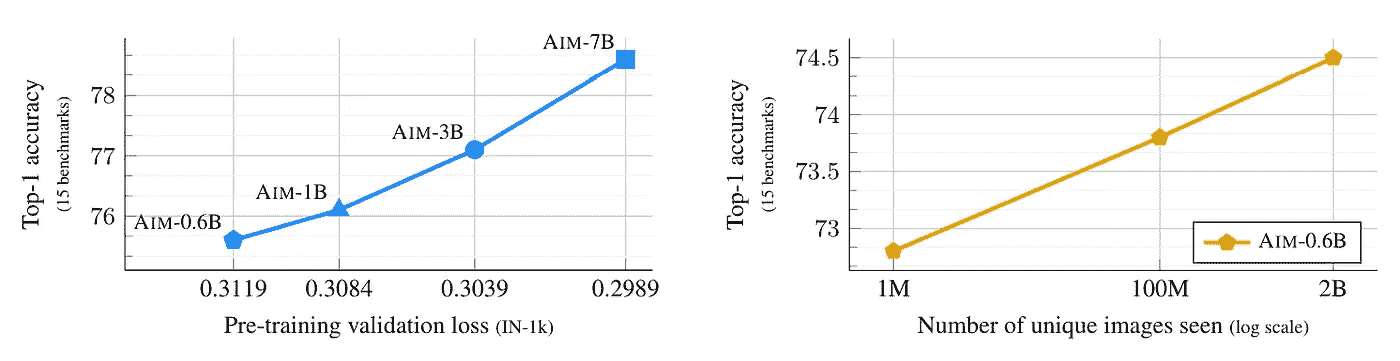 Top-1 accuracy
(15 benchmarks)
78
77
76
AIM-0.6B
AIM-1B
AIM-3B
AIM-7B
0.3119
0.3084
0.3039
0.2989
Pre-training validation loss (IN-1k)
Top-1 accuracy
(15 benchmarks)
74.5
74
73.5
73
AIM-0.6B
1M
100M
2B
Number of unique images seen (log scale)